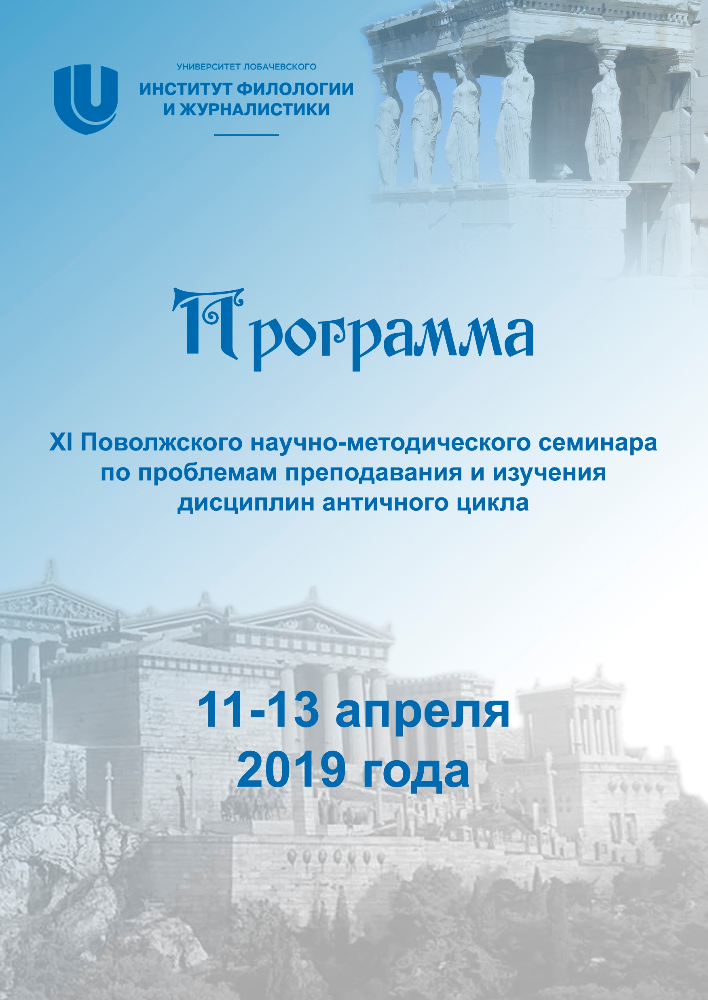 УНИВЕРСИТЕТ ЛОБАЧЕВСКОГО
ИНСТИТУТ ФИЛОЛОГИИ
И ЖУРНАЛИСТИКИ
Программа
XI Поволжского научно-методического семинара
по проблемам преподавания и изучения
дисциплин античного цикла
11-13 апреля
2019 года